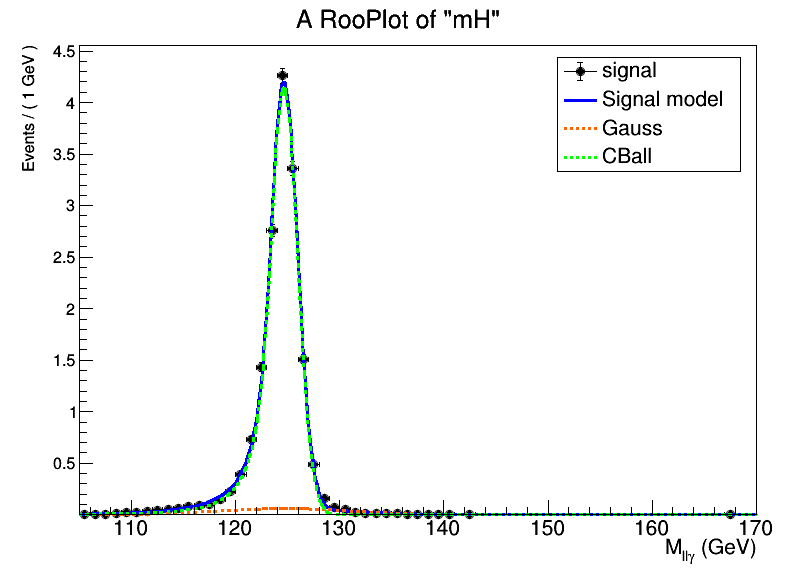 A RooPlot of "mH"
Events / ( 1 GeV )
4.5
4
3.5
3
2.5
2
1.5
1
0.5
signal
Signal model
Gauss
CBall
110 120 130 140 150 160 170
M_llγ (GeV)